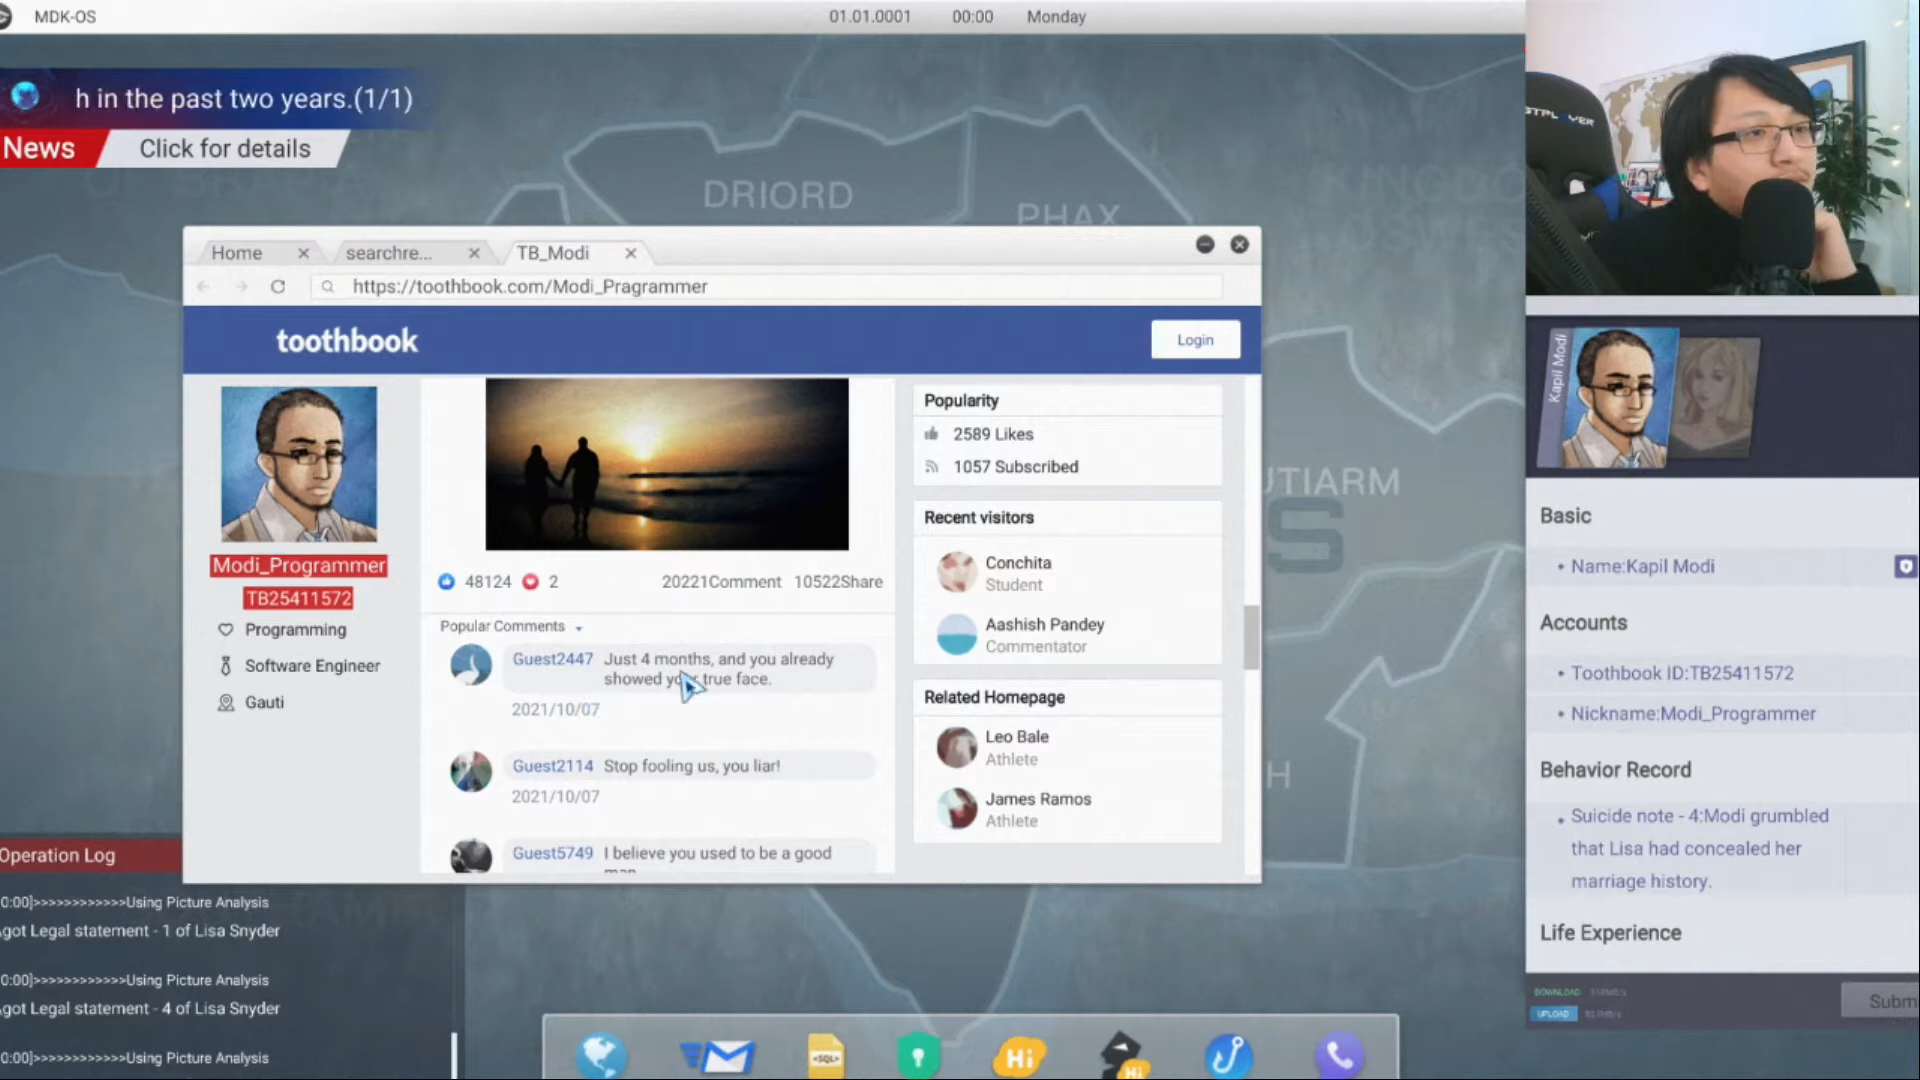 MDK-OS
01.01.0001 00:00 Monday
h in the past two years.(1/1)
News Click for details
DRIORD
PHAX
UTIARM
Home
searchre...
TB_Modi
https://toothbook.com/Modi_Pragrammer
toothbook
Login
Modi_Programmer
TB25411572
Programming
Software Engineer
Gauti
48124 2 20221Comment 10522Share
Popular Comments
Guest2447 Just 4 months, and you already
showed your true face.
2021/10/07
Guest2114 Stop fooling us, you liar!
2021/10/07
Guest5749 I believe you used to be a good
man
Popularity
2589 Likes
1057 Subscribed
Recent visitors
Conchita
Student
Aashish Pandey
Commentator
Related Homepage
Leo Bale
Athlete
James Ramos
Athlete
Kapil Modi
Basic
• Name:Kapil Modi
Accounts
• Toothbook ID:TB25411572
• Nickname:Modi_Programmer
Behavior Record
• Suicide note - 4:Modi grumbled
that Lisa had concealed her
marriage history.
Life Experience
DOWNLOAD
UPLOAD
Subm
Operation Log
0:00]>>>>>>>>>>>>Using Picture Analysis
got Legal statement - 1 of Lisa Snyder
0:00]>>>>>>>>>>>>Using Picture Analysis
got Legal statement - 4 of Lisa Snyder
0:00]>>>>>>>>>>>>Using Picture Analysis
<SQL>
Hi
Hi